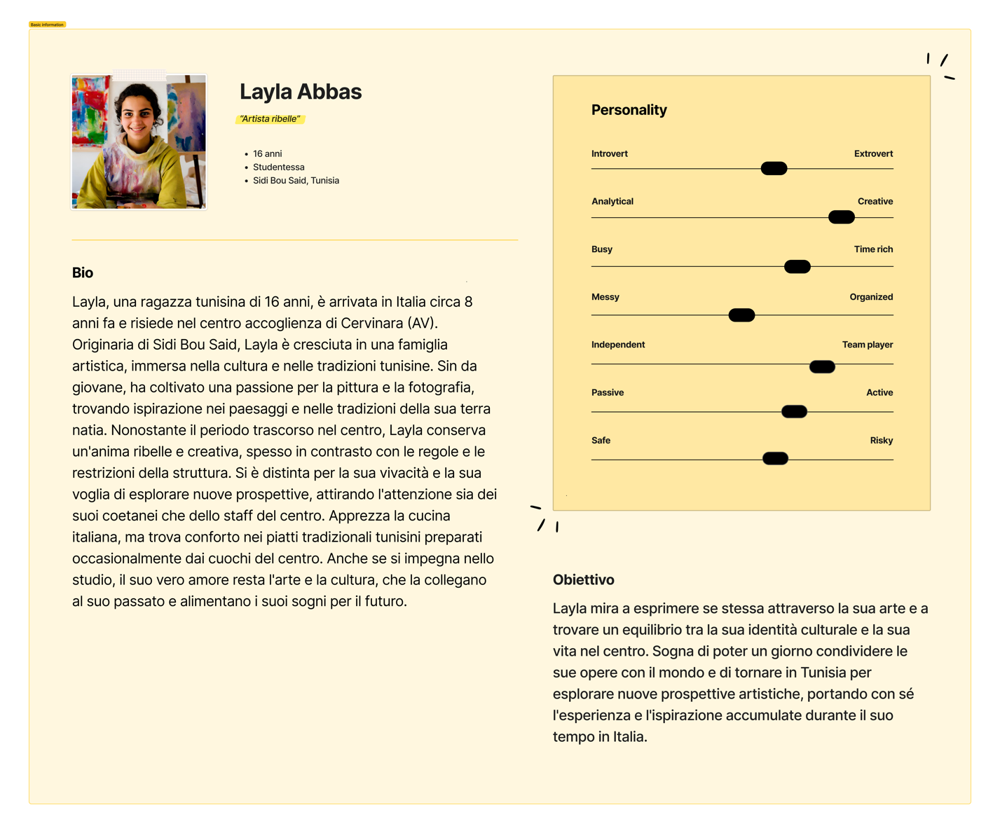 Basic information
Layla Abbas
“Artista ribelle”
• 16 anni
• Studentessa
• Sidi Bou Said, Tunisia
Bio
Layla, una ragazza tunisina di 16 anni, è arrivata in Italia circa 8
anni fa e risiede nel centro accoglienza di Cervinara (AV).
Originaria di Sidi Bou Said, Layla è cresciuta in una famiglia
artistica, immersa nella cultura e nelle tradizioni tunisine. Sin da
giovane, ha coltivato una passione per la pittura e la fotografia,
trovando ispirazione nei paesaggi e nelle tradizioni della sua terra
natia. Nonostante il periodo trascorso nel centro, Layla conserva
un'anima ribelle e creativa, spesso in contrasto con le regole e le
restrizioni della struttura. Si è distinta per la sua vivacità e la sua
voglia di esplorare nuove prospettive, attirando l'attenzione sia dei
suoi coetanei che dello staff del centro. Apprezza la cucina
italiana, ma trova conforto nei piatti tradizionali tunisini preparati
occasionalmente dai cuochi del centro. Anche se si impegna nello
studio, il suo vero amore resta l'arte e la cultura, che la collegano
al suo passato e alimentano i suoi sogni per il futuro.
Personality
Introvert Extrovert
Analytical Creative
Busy Time rich
Messy Organized
Independent Team player
Passive Active
Safe Risky
Obiettivo
Layla mira a esprimere se stessa attraverso la sua arte e a
trovare un equilibrio tra la sua identità culturale e la sua
vita nel centro. Sogna di poter un giorno condividere le
sue opere con il mondo e di tornare in Tunisia per
esplorare nuove prospettive artistiche, portando con sé
l'esperienza e l'ispirazione accumulate durante il suo
tempo in Italia.